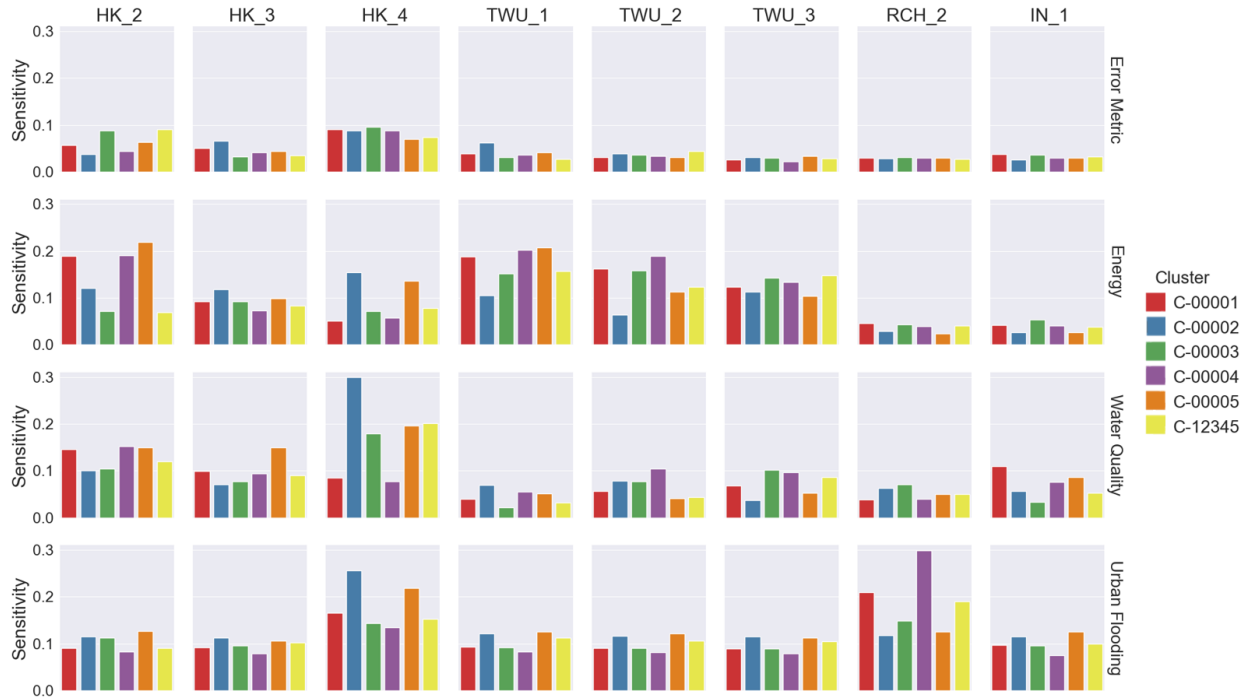 HK_2 HK_3 HK_4 TWU_1 TWU_2 TWU_3 RCH_2 IN_1
0.3
0.2
0.1
0.0
Sensitivity
Error Metric
0.3
0.2
0.1
0.0
Sensitivity
Energy
0.3
0.2
0.1
0.0
Sensitivity
Water Quality
0.3
0.2
0.1
0.0
Sensitivity
Urban Flooding
Cluster
C-00001
C-00002
C-00003
C-00004
C-00005
C-12345